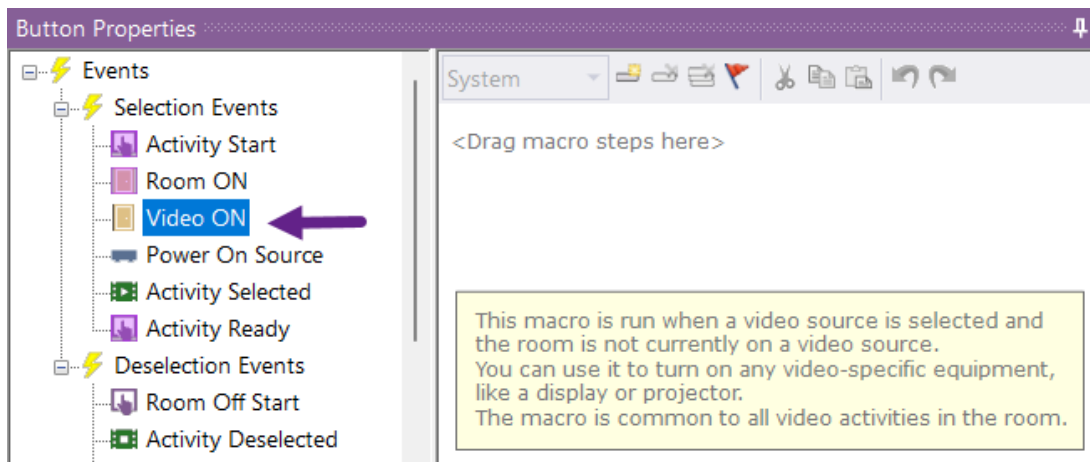 Button Properties
Events
Selection Events
Activity Start
Room ON
Video ON
Power On Source
Activity Selected
Activity Ready
Deselection Events
Room Off Start
Activity Deselected
System
<Drag macro steps here>
This macro is run when a video source is selected and
the room is not currently on a video source.
You can use it to turn on any video-specific equipment,
like a display or projector.
The macro is common to all video activities in the room.